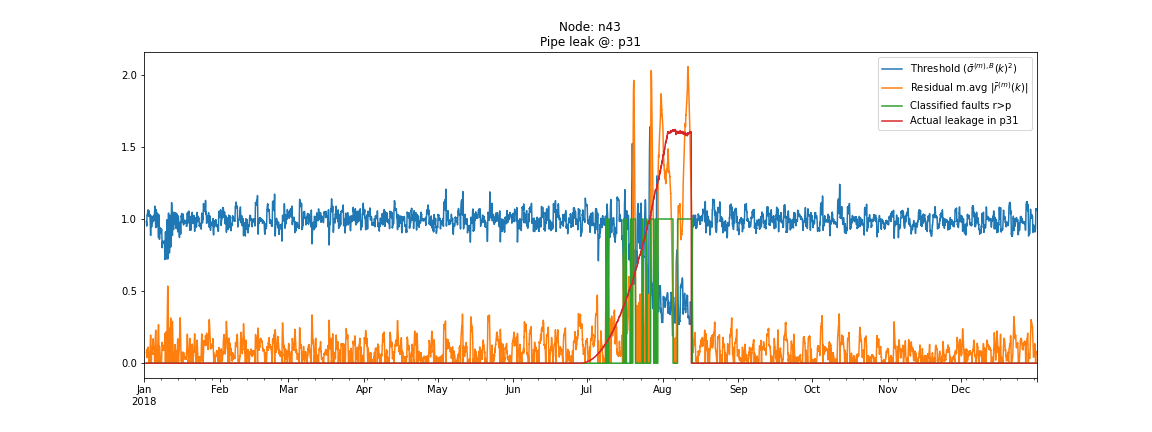 Node: n43
Pipe leak @: p31
Threshold (σ̄⁽ᵐ⁾,ᴮ(k)²)
Residual m.avg |r̄⁽ᵐ⁾(k)|
Classified faults r>p
Actual leakage in p31
2.0
1.5
1.0
0.5
0.0
Jan Feb Mar Apr May Jun Jul Aug Sep Oct Nov Dec
2018